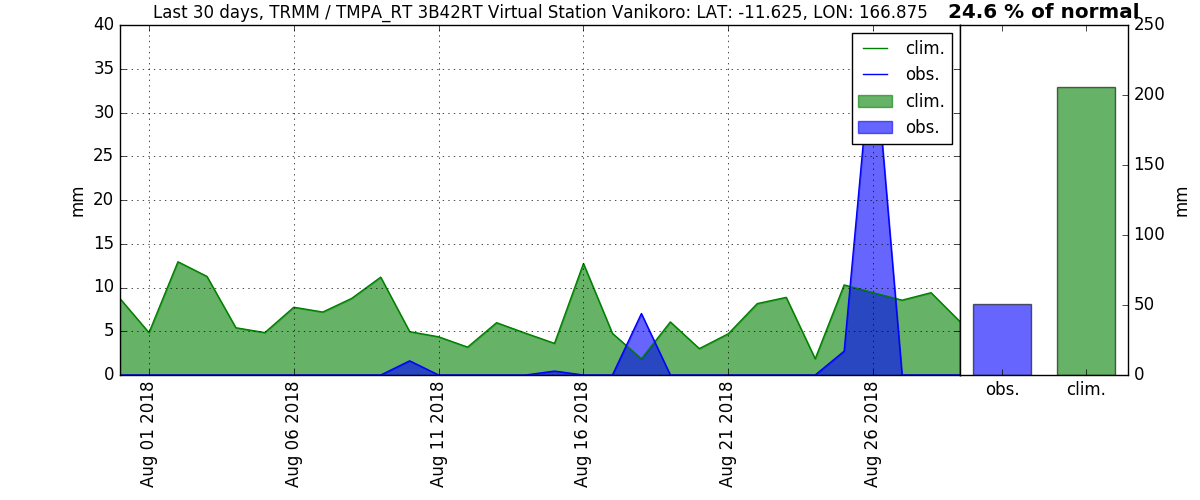 Last 30 days, TRMM / TMPA_RT 3B42RT Virtual Station Vanikoro: LAT: -11.625, LON: 166.875
24.6 % of normal
mm
40
35
30
25
20
15
10
5
0
clim.
obs.
clim.
obs.
Aug 01 2018
Aug 06 2018
Aug 11 2018
Aug 16 2018
Aug 21 2018
Aug 26 2018
250
200
150
100
50
0
mm
obs.
clim.